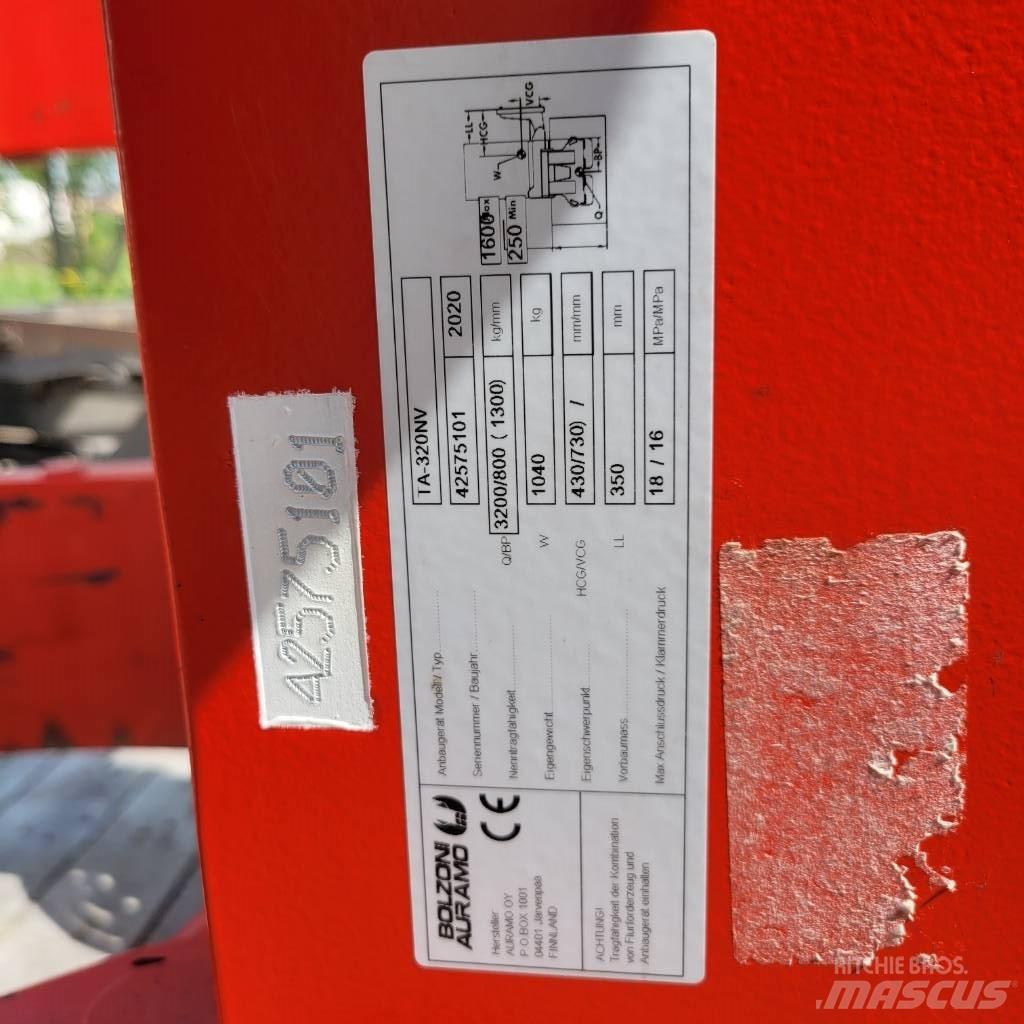 42575101
BOLZONI
AURAMO
CE
Hersteller
AURAMO OY
P.O.BOX 1001
04401 Järvenpää
FINNLAND
ACHTUNG!
Tragfähigkeit der Kombination
von Flurförderzeug und
Anbaugerät einhalten
Anbaugerät Modell / Typ.......... TA-320NV
Seriennummer / Baujahr.......... 42575101 2020
Nenntragfähigkeit.......... Q/BP 3200/800 ( 1300) kg/mm
Eigengewicht.......... W 1040 kg
Eigenschwerpunkt HCG/VCG 430/730) / mm/mm
Vorbaumass.......... LL 350 mm
Max Anschlussdruck / Klammerdruck 18 / 16 MPa/MPa
1600 Max
250 Min
LL
HCG
VCG
W
BP
Q
RITCHIE BROS.
MASCUS